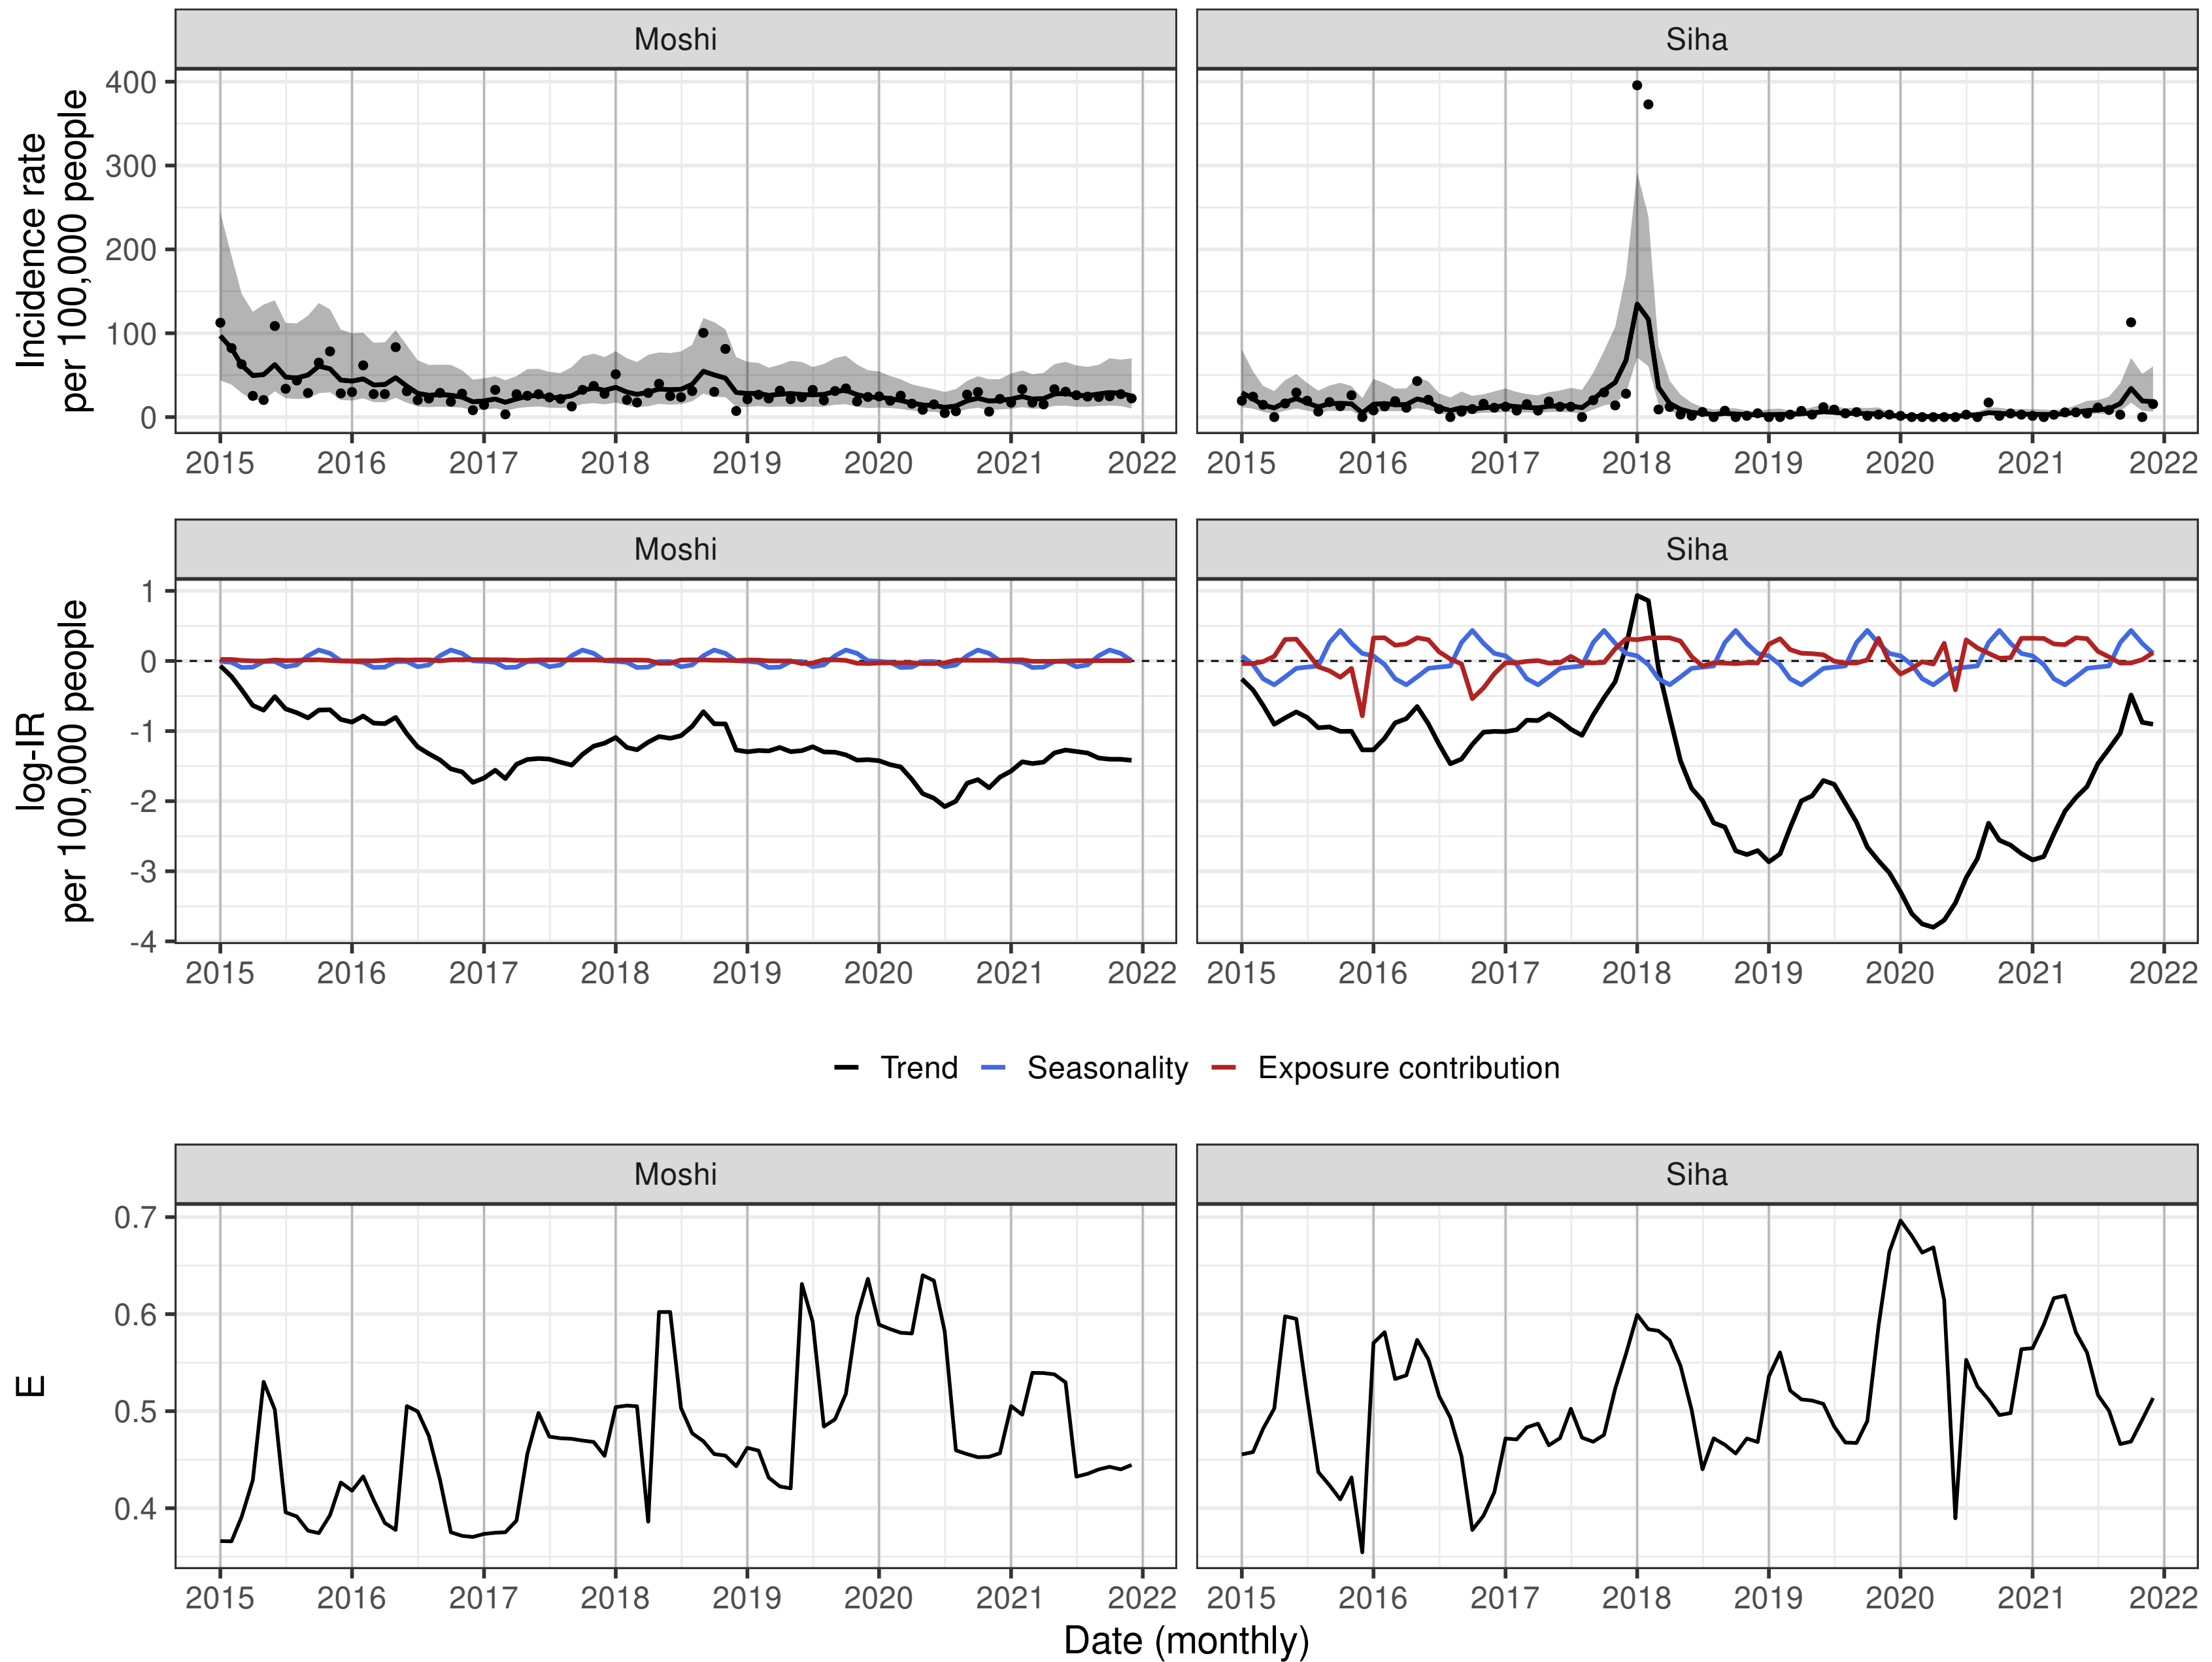 Moshi Siha
Incidence rate
per 100,000 people
400
300
200
100
0
2015 2016 2017 2018 2019 2020 2021 2022 2015 2016 2017 2018 2019 2020 2021 2022
Moshi Siha
log-IR
per 100,000 people
1
0
-1
-2
-3
-4
2015 2016 2017 2018 2019 2020 2021 2022 2015 2016 2017 2018 2019 2020 2021 2022
Trend Seasonality Exposure contribution
Moshi Siha
E
0.7
0.6
0.5
0.4
2015 2016 2017 2018 2019 2020 2021 2022 2015 2016 2017 2018 2019 2020 2021 2022
Date (monthly)